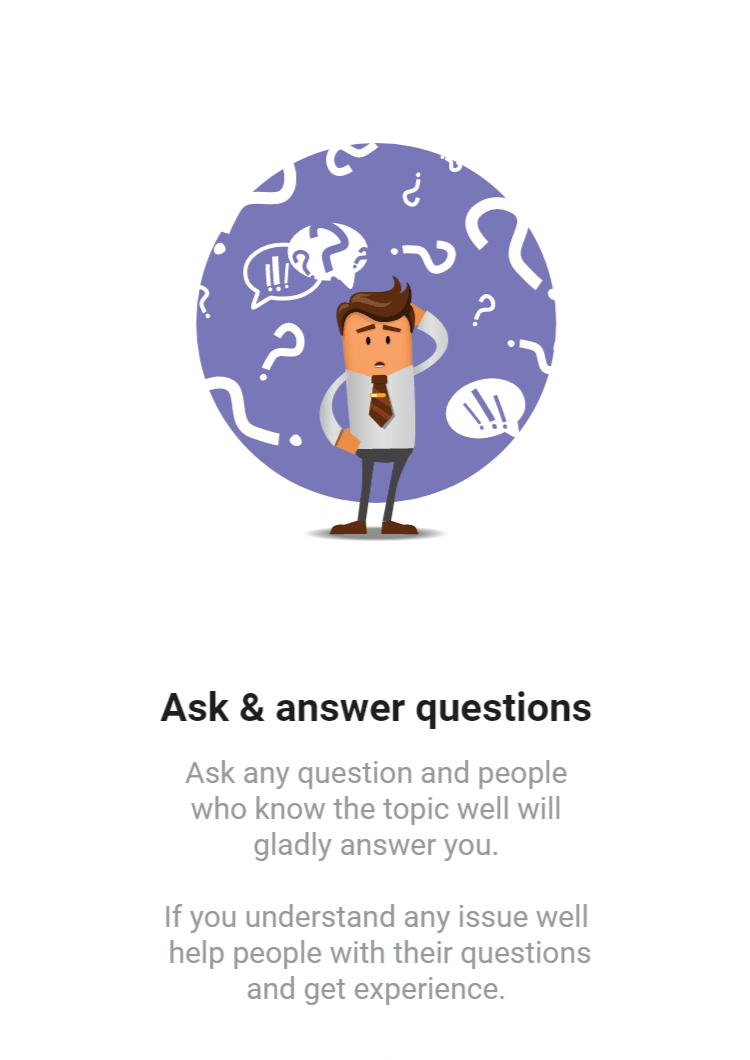 Ask & answer questions
Ask any question and people
who know the topic well will
gladly answer you.
If you understand any issue well
help people with their questions
and get experience.